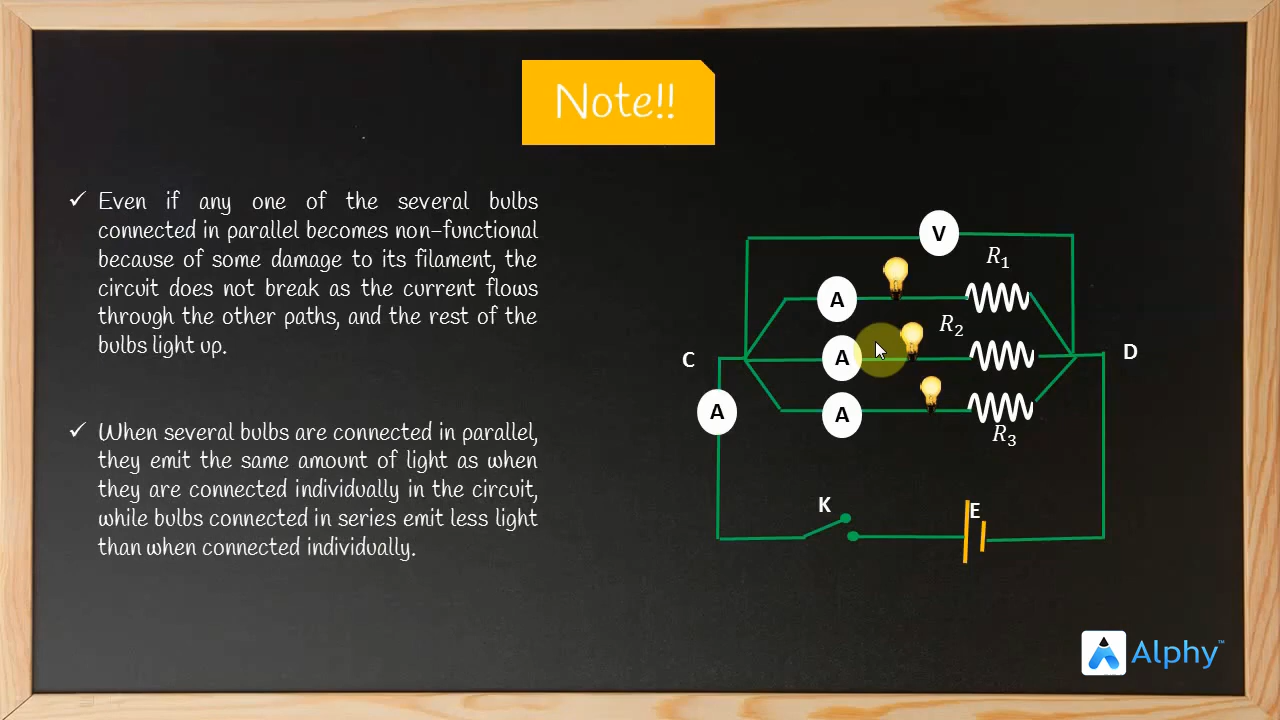 Note!!
✓ Even if any one of the several bulbs
connected in parallel becomes non-functional
because of some damage to its filament, the
circuit does not break as the current flows
through the other paths, and the rest of the
bulbs light up.
✓ When several bulbs are connected in parallel,
they emit the same amount of light as when
they are connected individually in the circuit,
while bulbs connected in series emit less light
than when connected individually.
V
R₁
A
R₂
C
A
D
A
A
R₃
K
E
Alphy™